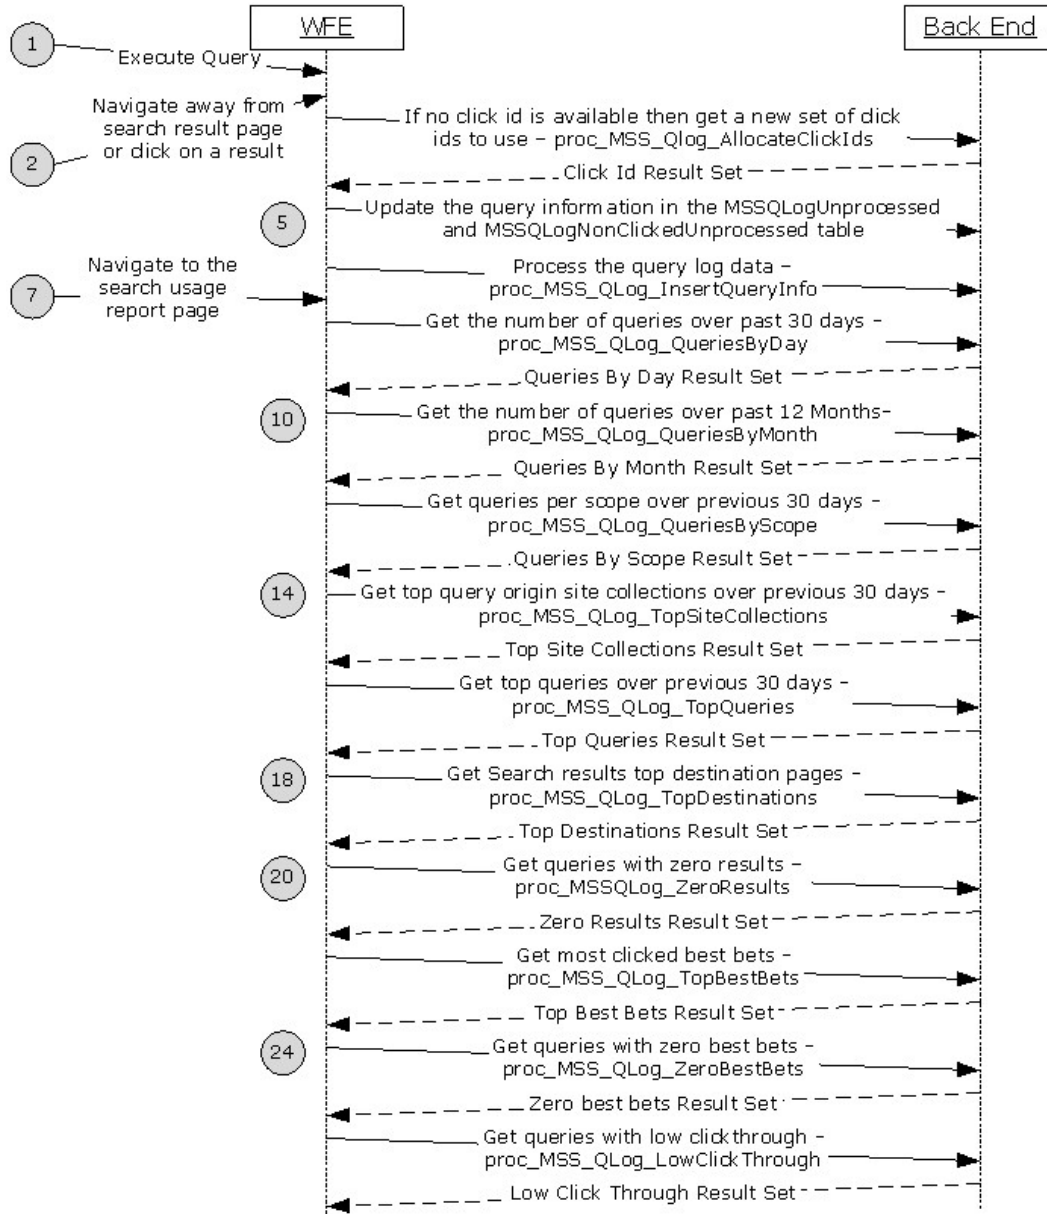 WFE
Back End
1
Execute Query
Navigate away from
search result page
or click on a result
2
If no click id is available then get a new set of click
ids to use – proc_MSS_Qlog_AllocateClickIds
Click Id Result Set
5
Update the query information in the MSSQLogUnprocessed
and MSSQLogNonClickedUnprocessed table
Navigate to the
search usage
report page
7
Process the query log data –
proc_MSS_QLog_InsertQueryInfo
Get the number of queries over past 30 days –
proc_MSS_QLog_QueriesByDay
Queries By Day Result Set
10
Get the number of queries over past 12 Months–
proc_MSS_QLog_QueriesByMonth
Queries By Month Result Set
Get queries per scope over previous 30 days –
proc_MSS_QLog_QueriesByScope
Queries By Scope Result Set
14
Get top query origin site collections over previous 30 days –
proc_MSS_QLog_TopSiteCollections
Top Site Collections Result Set
Get top queries over previous 30 days –
proc_MSS_QLog_TopQueries
Top Queries Result Set
18
Get Search results top destination pages –
proc_MSS_QLog_TopDestinations
Top Destinations Result Set
20
Get queries with zero results –
proc_MSSQLog_ZeroResults
Zero Results Result Set
Get most clicked best bets –
proc_MSS_QLog_TopBestBets
Top Best Bets Result Set
24
Get queries with zero best bets –
proc_MSS_QLog_ZeroBestBets
Zero best bets Result Set
Get queries with low clickthrough –
proc_MSS_QLog_LowClickThrough
Low Click Through Result Set